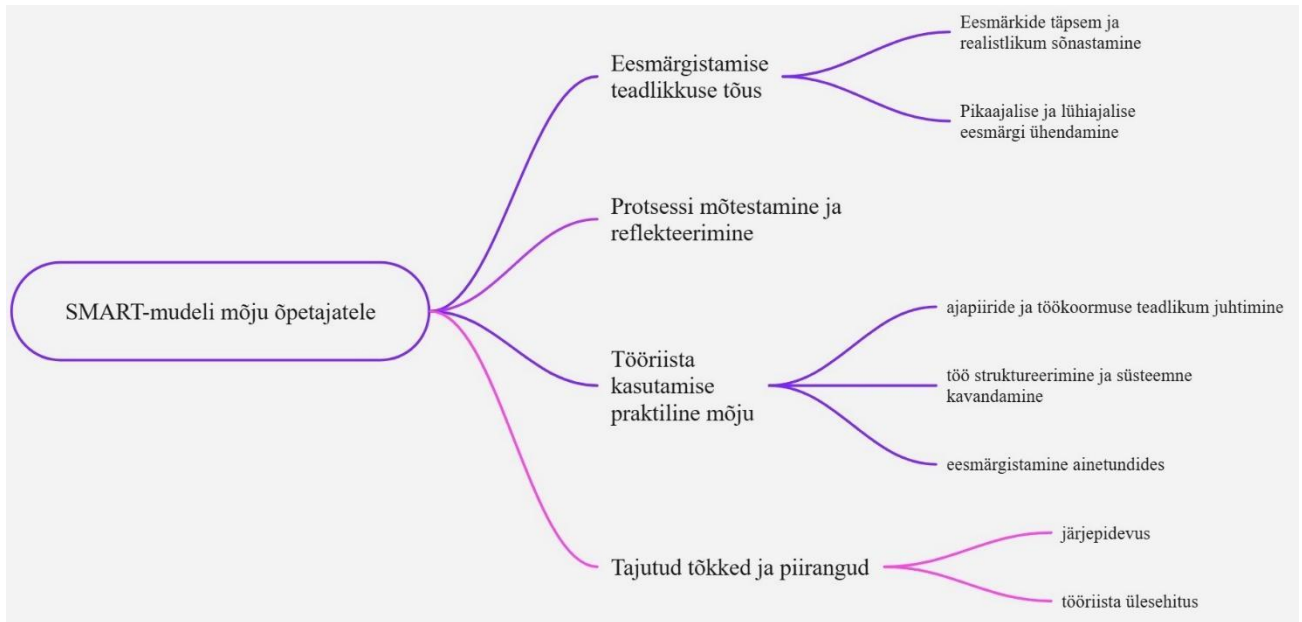 SMART-mudeli mõju õpetajatele
Eesmärgistamise
teadlikkuse tõus
Eesmärkide täpsem ja
realistlikum sõnastamine
Pikaajalise ja lühiajalise
eesmärgi ühendamine
Protsessi mõtestamine ja
reflekteerimine
Tööriista
kasutamise
praktiline mõju
ajapiiride ja töökoormuse teadlikum juhtimine
töö struktureerimine ja süsteemne
kavandamine
eesmärgistamine ainetundides
Tajutud tõkked ja piirangud
järjepidevus
tööriista ülesehitus